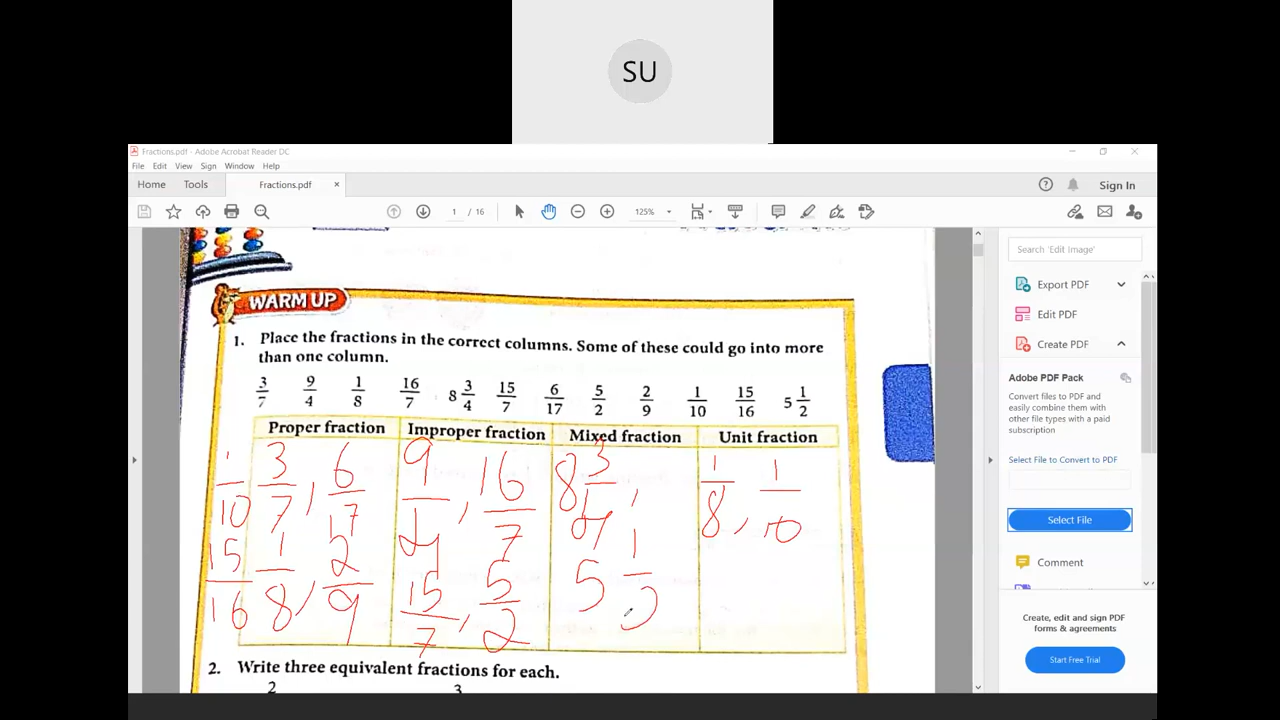 SU
Fractions.pdf - Adobe Acrobat Reader DC
File Edit View Sign Window Help
Home Tools Fractions.pdf × Sign In
1 / 16 125%
Search 'Edit Image'
Export PDF
Edit PDF
Create PDF
Adobe PDF Pack
Convert files to PDF and
easily combine them with
other file types with a paid
subscription
Select File to Convert to PDF
Select File
Comment
Create, edit and sign PDF
forms & agreements
Start Free Trial
WARM UP
1. Place the fractions in the correct columns. Some of these could go into more
than one column.
3/7 9/4 1/8 16/7 8 3/4 15/7 6/17 5/2 2/9 1/10 15/16 5 1/2
Proper fraction Improper fraction Mixed fraction Unit fraction
1/10 3/7, 6/17 9/4, 16/7 8 3/4, 1/8, 1/10
15/16 1/8, 2/9 15/7, 5/2 5 1/2
2. Write three equivalent fractions for each.
2 3